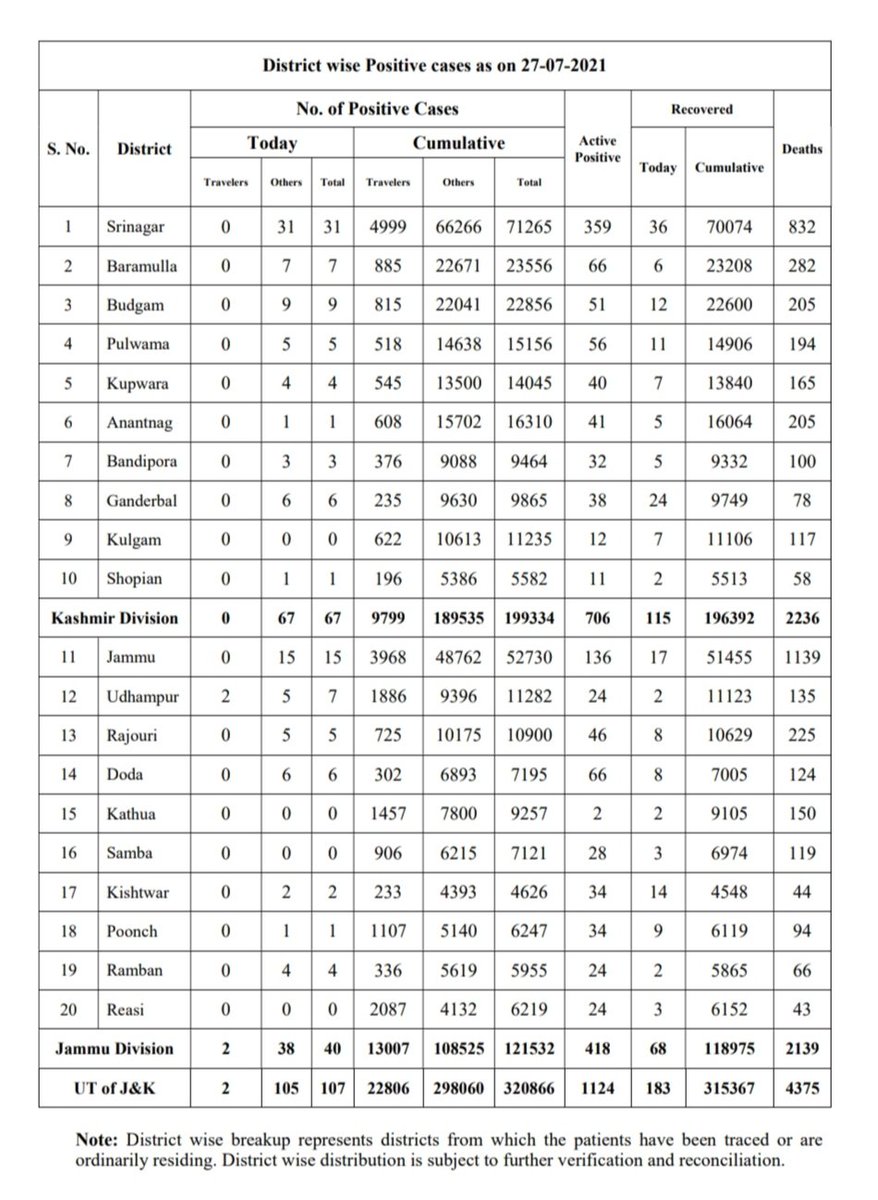 District wise Positive cases as on 27-07-2021
S. No. District No. of Positive Cases Active Positive Recovered Deaths
Today Cumulative Today Cumulative
Travelers Others Total Travelers Others Total
1 Srinagar 0 31 31 4999 66266 71265 359 36 70074 832
2 Baramulla 0 7 7 885 22671 23556 66 6 23208 282
3 Budgam 0 9 9 815 22041 22856 51 12 22600 205
4 Pulwama 0 5 5 518 14638 15156 56 11 14906 194
5 Kupwara 0 4 4 545 13500 14045 40 7 13840 165
6 Anantnag 0 1 1 608 15702 16310 41 5 16064 205
7 Bandipora 0 3 3 376 9088 9464 32 5 9332 100
8 Ganderbal 0 6 6 235 9630 9865 38 24 9749 78
9 Kulgam 0 0 0 622 10613 11235 12 7 11106 117
10 Shopian 0 1 1 196 5386 5582 11 2 5513 58
Kashmir Division 0 67 67 9799 189535 199334 706 115 196392 2236
11 Jammu 0 15 15 3968 48762 52730 136 17 51455 1139
12 Udhampur 2 5 7 1886 9396 11282 24 2 11123 135
13 Rajouri 0 5 5 725 10175 10900 46 8 10629 225
14 Doda 0 6 6 302 6893 7195 66 8 7005 124
15 Kathua 0 0 0 1457 7800 9257 2 2 9105 150
16 Samba 0 0 0 906 6215 7121 28 3 6974 119
17 Kishtwar 0 2 2 233 4393 4626 34 14 4548 44
18 Poonch 0 1 1 1107 5140 6247 34 9 6119 94
19 Ramban 0 4 4 336 5619 5955 24 2 5865 66
20 Reasi 0 0 0 2087 4132 6219 24 3 6152 43
Jammu Division 2 38 40 13007 108525 121532 418 68 118975 2139
UT of J&K 2 105 107 22806 298060 320866 1124 183 315367 4375
Note: District wise breakup represents districts from which the patients have been traced or are
ordinarily residing. District wise distribution is subject to further verification and reconciliation.